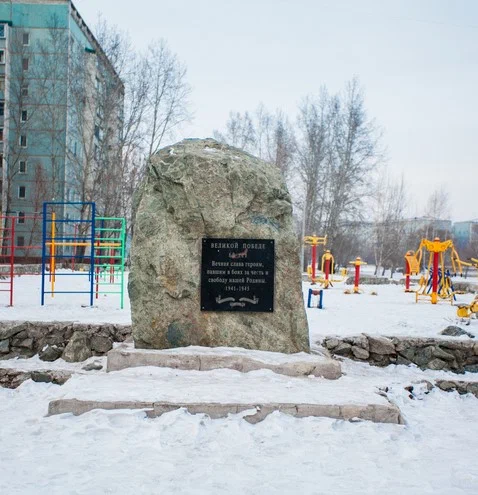 ВЕЛИКОЙ ПОБЕДЕ
Вечная слава героям,
павшим в боях за честь и
свободу нашей Родины
1941-1945